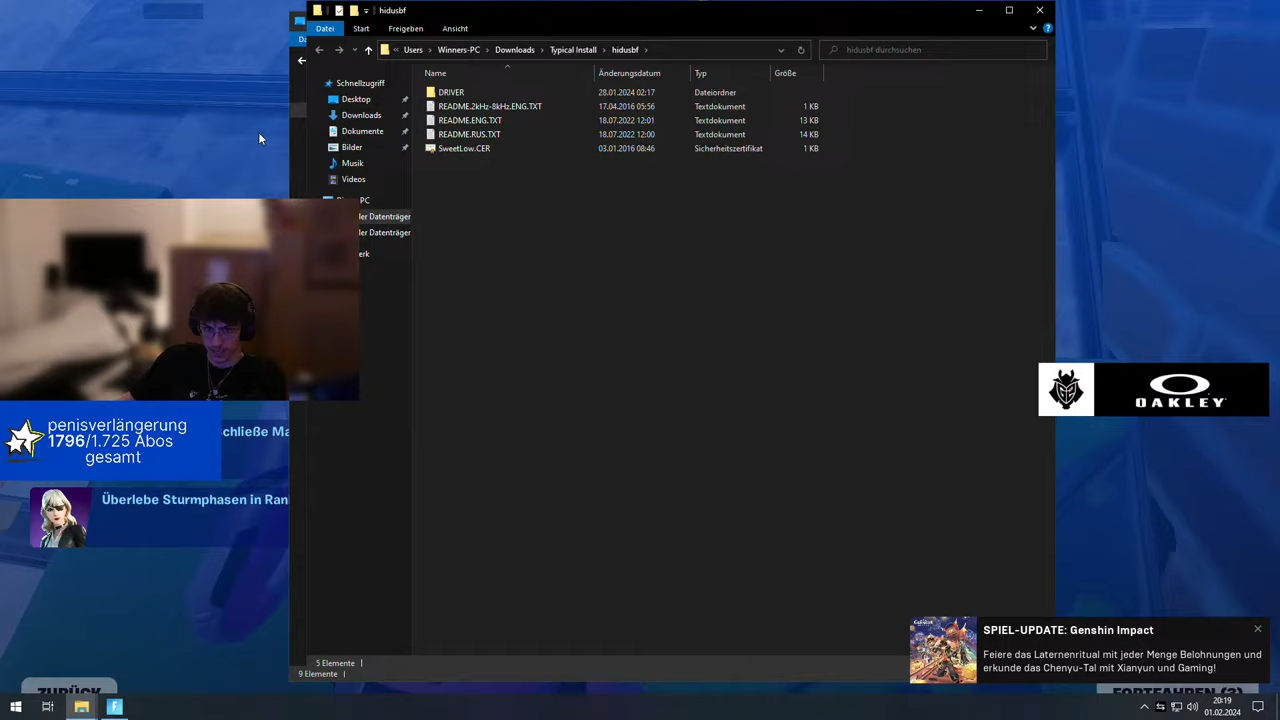 hidusbf
Datei
Start
Freigeben
Ansicht
Da
« Users › Winners-PC › Downloads › Typical Install › hidusbf ›
hidusbf durchsuchen
Name
Änderungsdatum
Typ
Größe
Schnellzugriff
Desktop
Downloads
Dokumente
Bilder
Musik
Videos
PC
ler Datenträger
ler Datenträger
erk
DRIVER 28.01.2024 02:17 Dateiordner
README.2kHz-8kHz.ENG.TXT 17.04.2016 05:56 Textdokument 1 KB
README.ENG.TXT 18.07.2022 12:01 Textdokument 13 KB
README.RUS.TXT 18.07.2022 12:00 Textdokument 14 KB
SweetLow.CER 03.01.2016 08:46 Sicherheitszertifikat 1 KB
OAKLEY
penisverlängerung
1796/1.725 Abos
gesamt
chließe Ma
Überlebe Sturmphasen in Ran
SPIEL-UPDATE: Genshin Impact
Feiere das Laternenritual mit jeder Menge Belohnungen und
erkunde das Chenyu-Tal mit Xianyun und Gaming!
5 Elemente
9 Elemente
ZURÜCK
FORTFAHREN (2)
20:19
01.02.2024